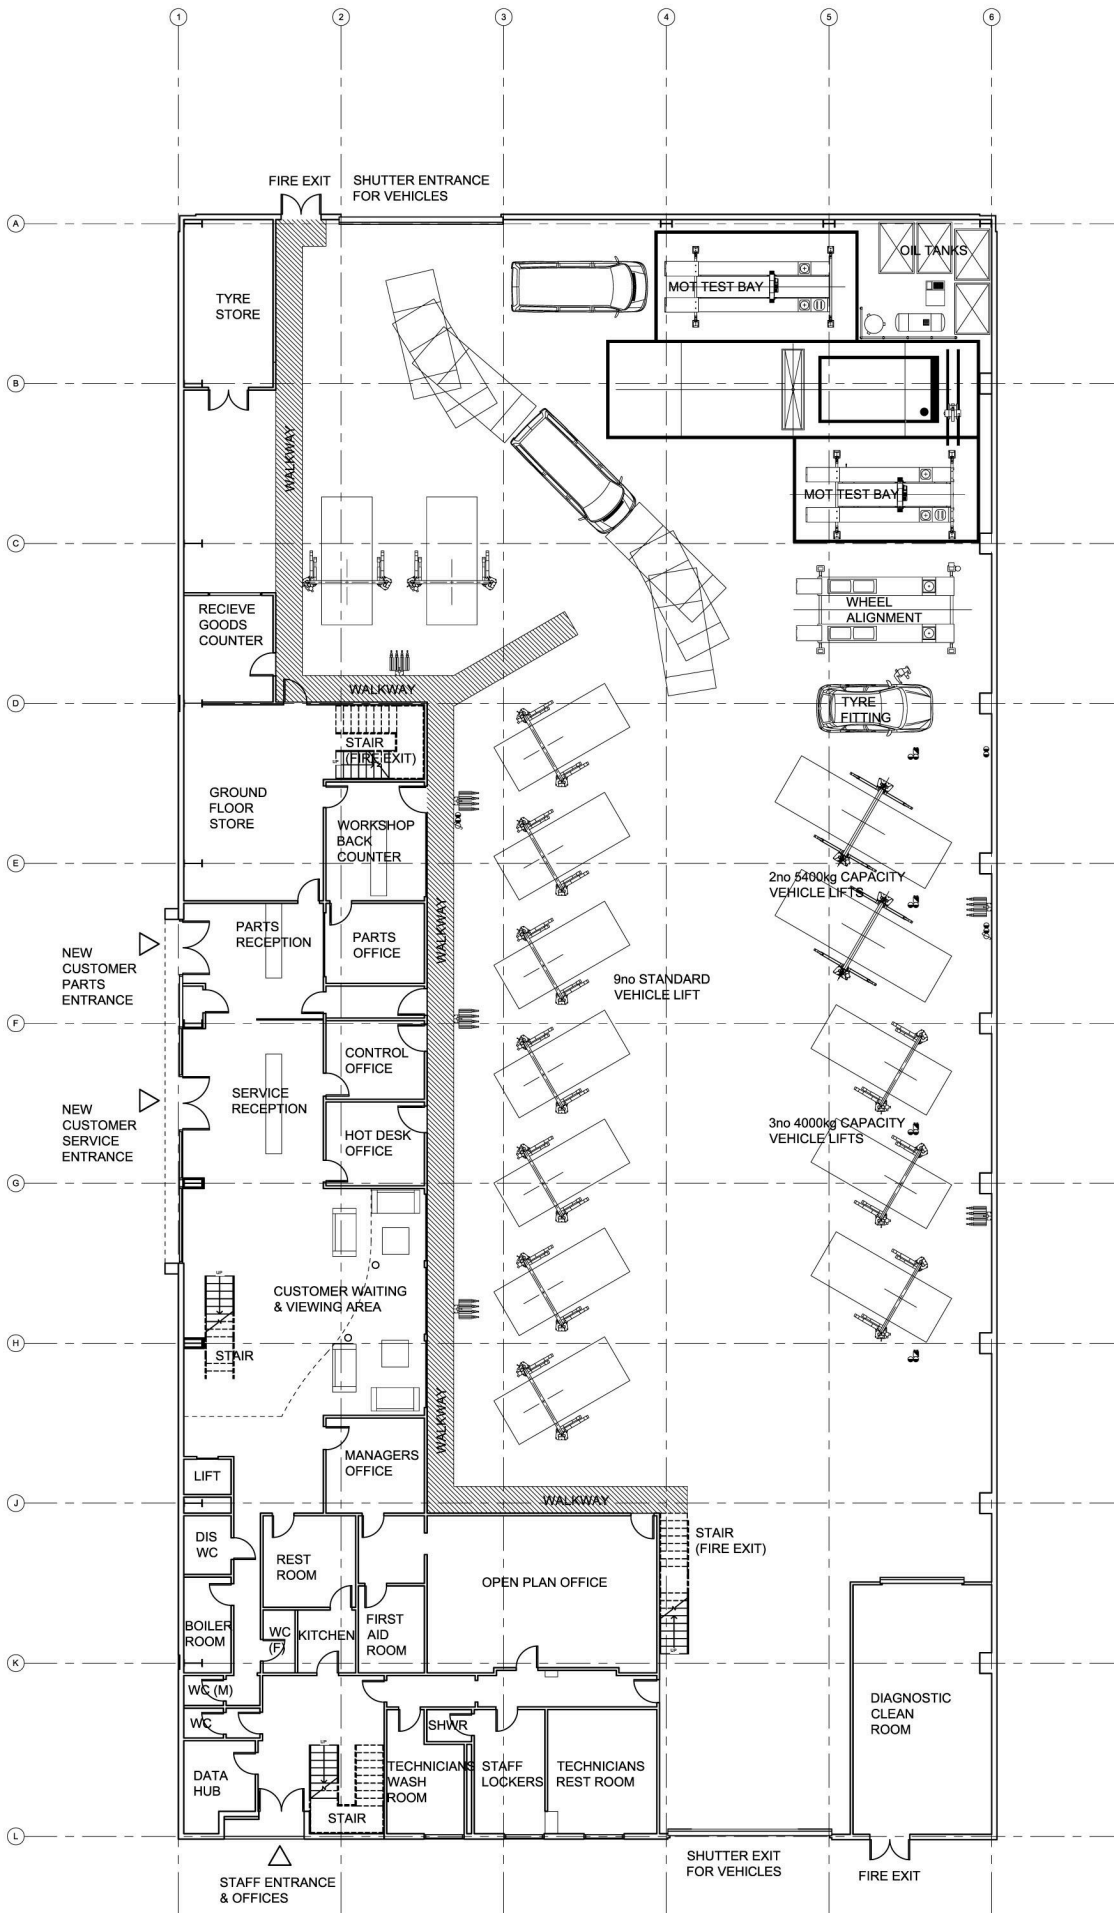 1
2
3
4
5
6
FIRE EXIT
SHUTTER ENTRANCE
FOR VEHICLES
A
OIL TANKS
MOT TEST BAY
TYRE
STORE
B
WALKWAY
MOT TEST BAY
C
RECIEVE
GOODS
COUNTER
WHEEL
ALIGNMENT
WALKWAY
D
TYRE
FITTING
STAIR
(FIRE EXIT)
UP
GROUND
FLOOR
STORE
WORKSHOP
BACK
COUNTER
E
2no 5400kg CAPACITY
VEHICLE LIFTS
PARTS
RECEPTION
PARTS
OFFICE
WALKWAY
NEW
CUSTOMER
PARTS
ENTRANCE
9no STANDARD
VEHICLE LIFT
F
CONTROL
OFFICE
SERVICE
RECEPTION
NEW
CUSTOMER
SERVICE
ENTRANCE
HOT DESK
OFFICE
3no 4000kg CAPACITY
VEHICLE LIFTS
G
UP
CUSTOMER WAITING
& VIEWING AREA
H
STAIR
WALKWAY
MANAGERS
OFFICE
LIFT
J
WALKWAY
DIS
WC
REST
ROOM
OPEN PLAN OFFICE
STAIR
(FIRE EXIT)
UP
BOILER
ROOM
WC
(F)
KITCHEN
FIRST
AID
ROOM
K
WC (M)
WC
DATA
HUB
UP
STAIR
SHWR
TECHNICIANS
WASH
ROOM
STAFF
LOCKERS
TECHNICIANS
REST ROOM
DIAGNOSTIC
CLEAN
ROOM
L
SHUTTER EXIT
FOR VEHICLES
FIRE EXIT
STAFF ENTRANCE
& OFFICES